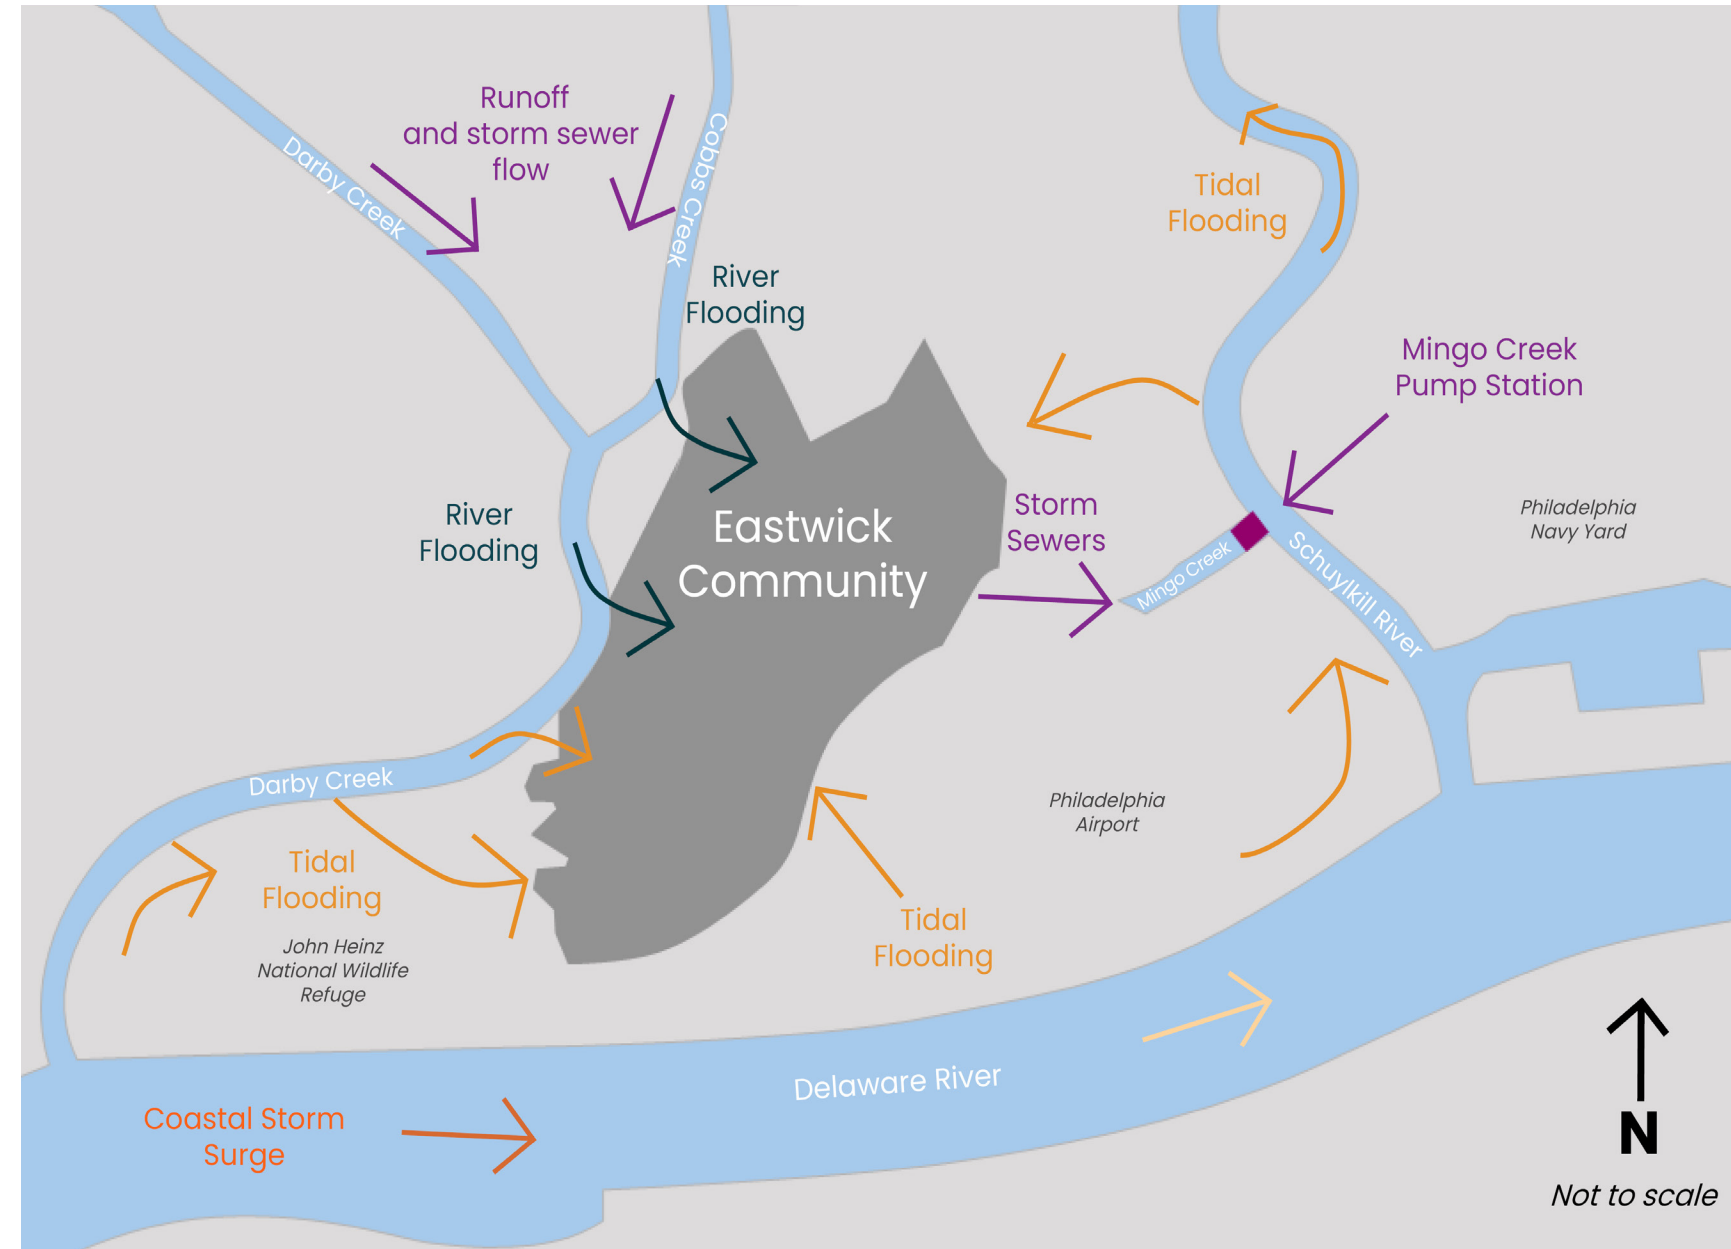 Runoff
and storm sewer
flow
Darby Creek
Cobbs Creek
Tidal
Flooding
River
Flooding
Mingo Creek
Pump Station
River
Flooding
Eastwick
Community
Storm
Sewers
Philadelphia
Navy Yard
Mingo Creek
Schuylkill River
Darby Creek
Philadelphia
Airport
Tidal
Flooding
Tidal
Flooding
John Heinz
National Wildlife
Refuge
Delaware River
Coastal Storm
Surge
N
Not to scale